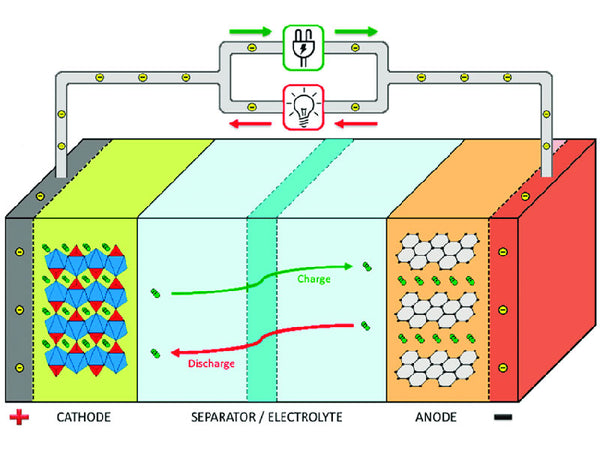 Charge
Discharge
+ CATHODE SEPARATOR / ELECTROLYTE ANODE −